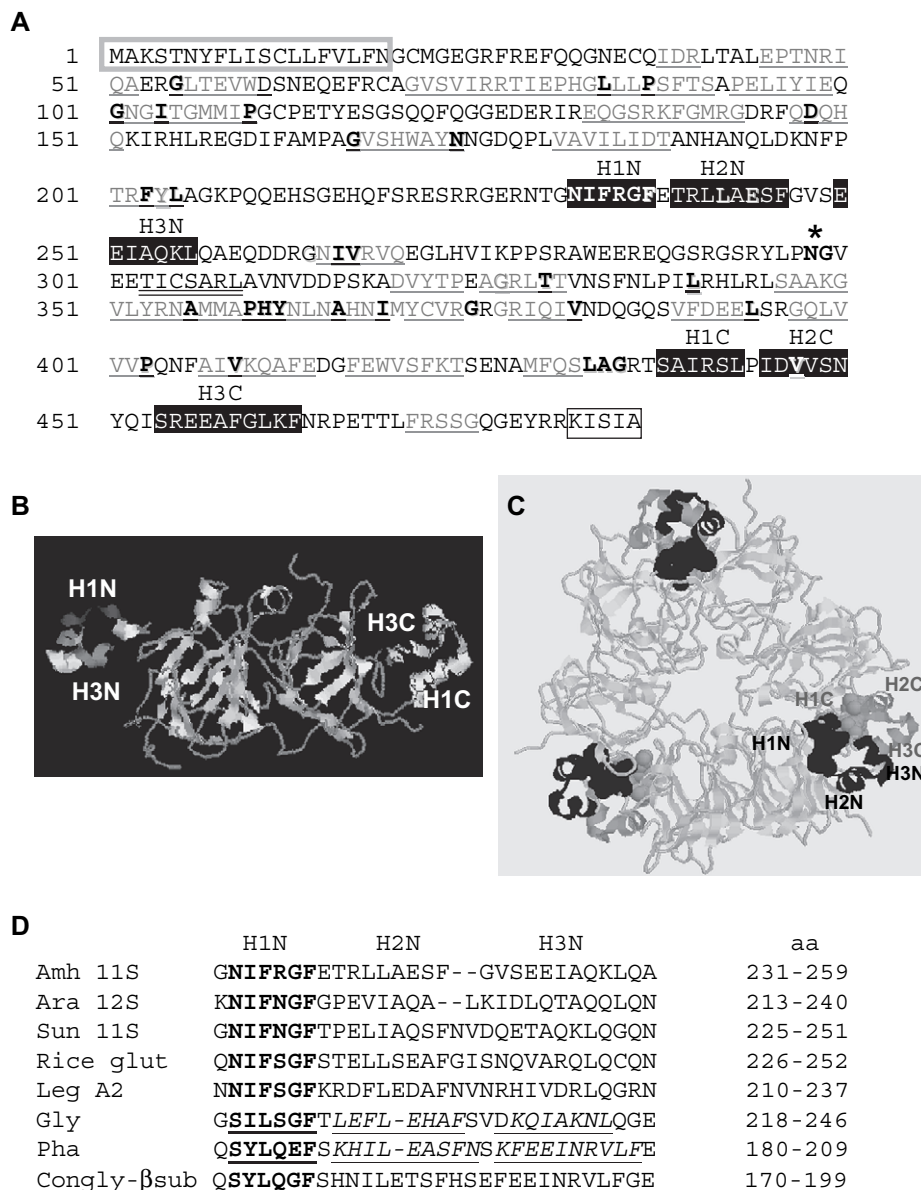 A
1 MAKSTNYFLISCLLFVLFNGCMGEGRFREFQQGNECQIDRLTALEPTNRI
51 QAERGLTEVWDSNEQEFRCAGVSVIRRTIEPHGLLLPSFTSAPELIYIEQ
101 GNGITGMMIPGCPETYESGSQQFQGGEDERIREQGSRKFGMRGDRFQDQH
151 QKIRHLREGDIFAMPAGVSHWAYNNGDQPLVAVILIDTANHANQLDKNFP
H1N H2N
201 TRFYLAGKPQQEHSGEHQFSRESRRGERNTGNIFRGFETRLLAESFGVSE
H3N *
251 EIAQKLQAEQDDRGNIVRVQEGLHVIKPPSRAWEEREQGSRGSRYLPNGV
301 EETICSARLAVNVDDPSKADVYTPEAGRLTTVNSFNLPILRHLRLSAAKG
351 VLYRNAMMAPHYNLNAHNIMYCVRGRGRIQIVNDQGQSVFDEELSRGQLV
H1C H2C
401 VVPQNFAIVKQAFEDGFEWVSFKTSENAMFQSLAGRTSAIRSLPIDVVSN
H3C
451 YQISREEAFGLKFNRPETTLFRSSGQGEYRRKISIA
B
H1N H3C
H3N H1C
C
H2C
H1C
H1N H3C
H3N
H2N
D
H1N H2N H3N aa
Amh 11S GNIFRGFETRLLAESF--GVSEEIAQKLQA 231-259
Ara 12S KNIFNGFGPEVIAQA--LKIDLQTAQQLQN 213-240
Sun 11S GNIFNGFTPELIAQSFNVDQETAQKLQGQN 225-251
Rice glut QNIFSGFSTELLSEAFGISNQVARQLQCQN 226-252
Leg A2 NNIFSGFKRDFLEDAFNVNRHIVDRLQGRN 210-237
Gly GSILSGFTLEFL-EHAFSVDKQIAKNLQGE 218-246
Pha QSYLQEFSKHIL-EASFNSKFEEINRVLFE 180-209
Congly-βsub QSYLQGFSHNILETSFHSEFEEINRVLFGE 170-199